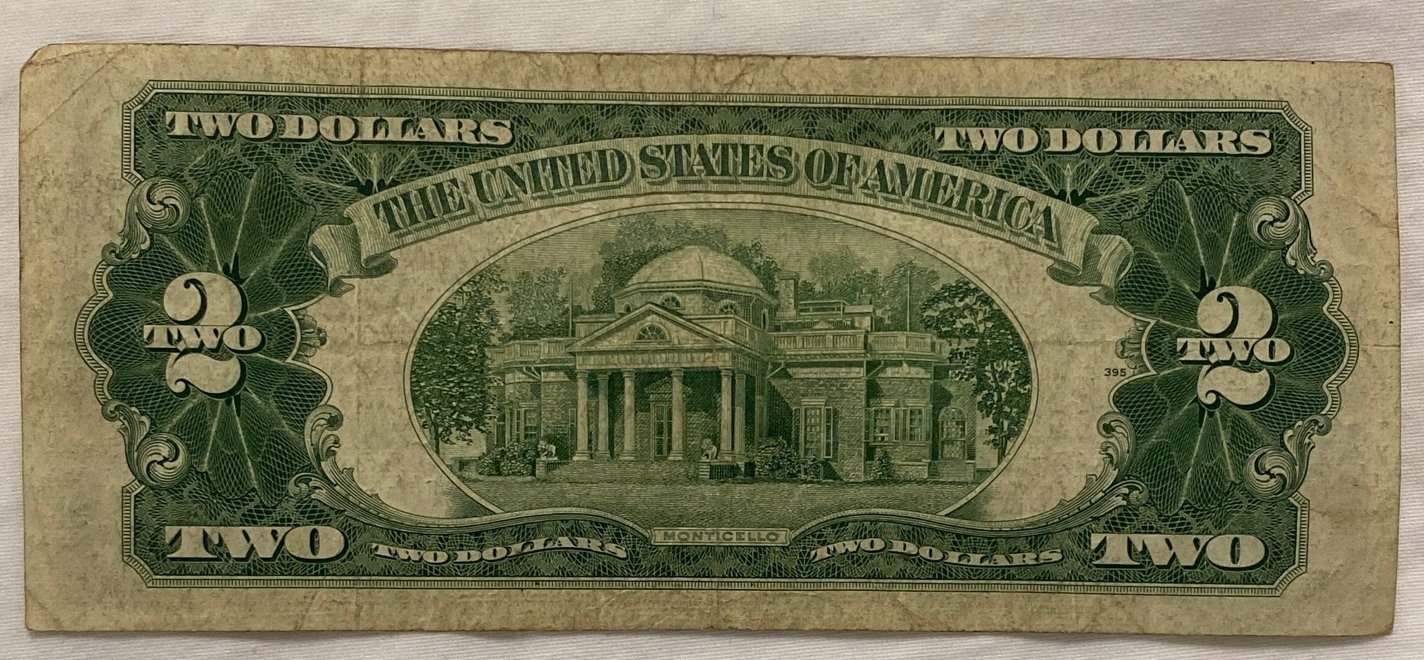 TWO DOLLARS TWO DOLLARS
THE UNITED STATES OF AMERICA
2 2
TWO TWO
395
MONTICELLO
TWO TWO DOLLARS TWO DOLLARS TWO